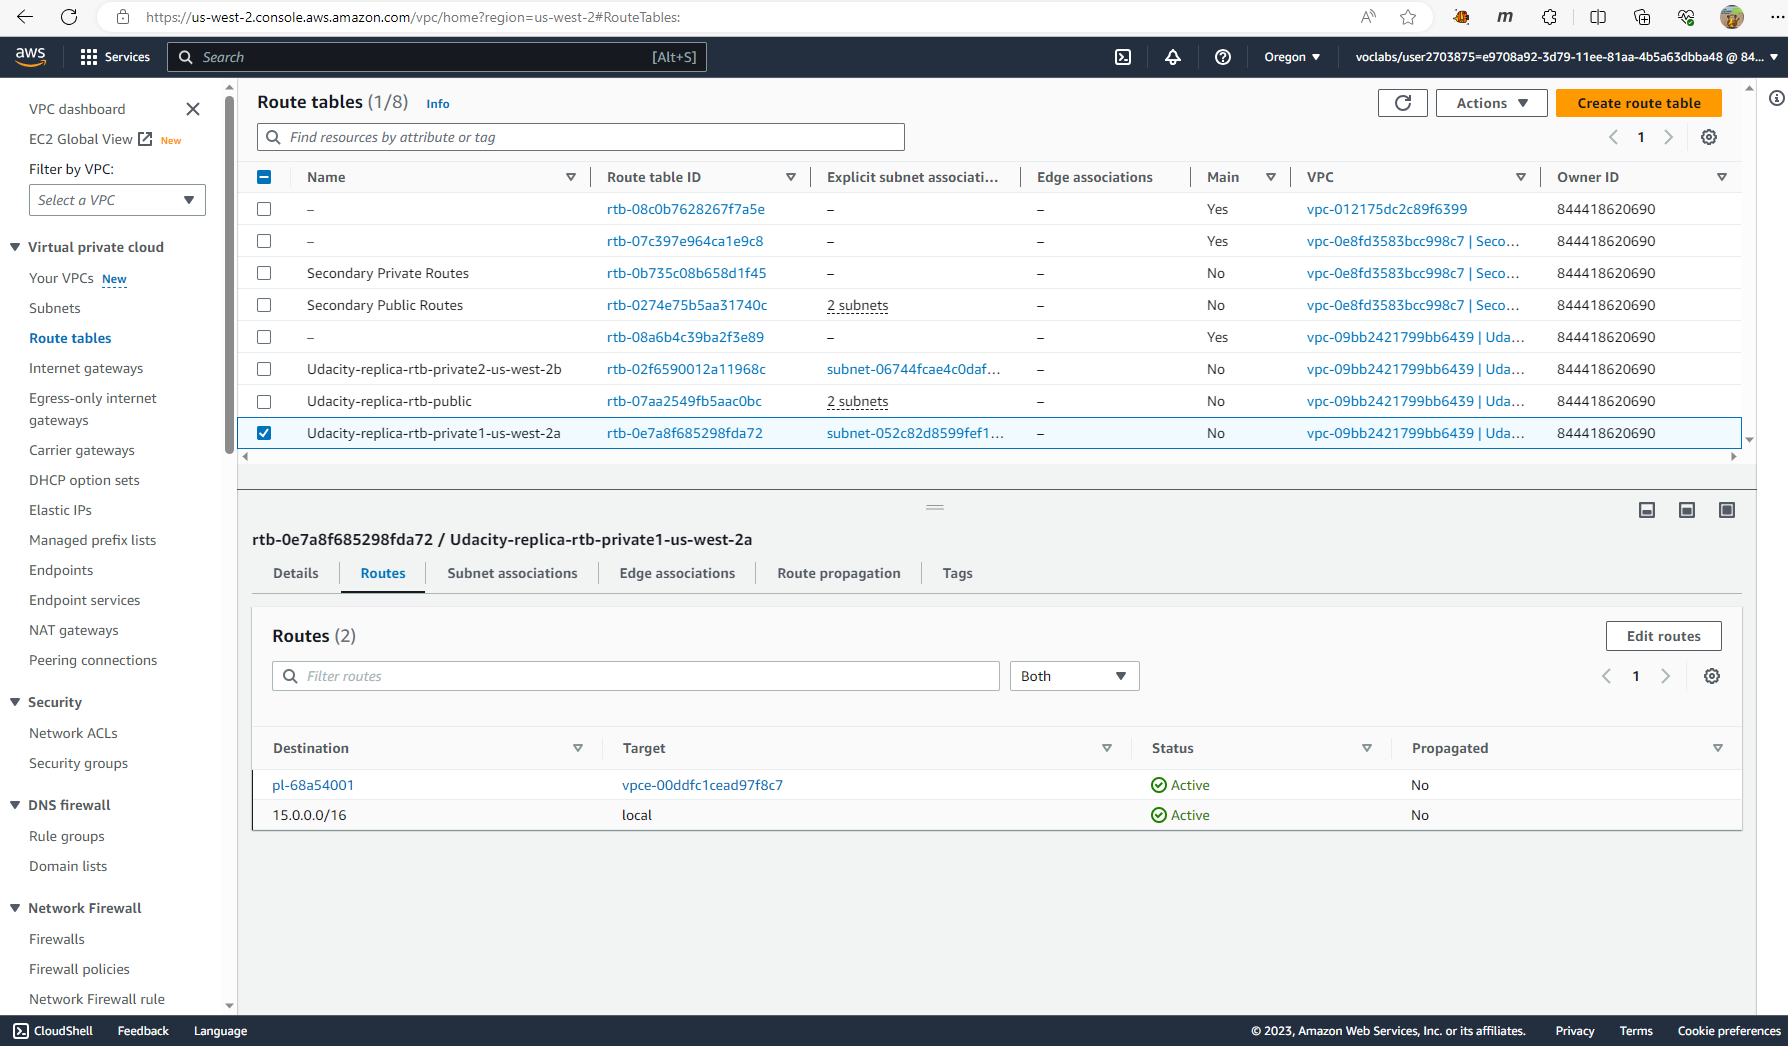 https://us-west-2.console.aws.amazon.com/vpc/home?region=us-west-2#RouteTables:
aws Services Search [Alt+S] Oregon voclabs/user2703875=e9708a92-3d79-11ee-81aa-4b5a63dbba48 @ 84...
VPC dashboard
EC2 Global View New
Filter by VPC:
Select a VPC
Virtual private cloud
Your VPCs New
Subnets
Route tables
Internet gateways
Egress-only internet
gateways
Carrier gateways
DHCP option sets
Elastic IPs
Managed prefix lists
Endpoints
Endpoint services
NAT gateways
Peering connections
Security
Network ACLs
Security groups
DNS firewall
Rule groups
Domain lists
Network Firewall
Firewalls
Firewall policies
Network Firewall rule
Route tables (1/8) Info
Actions Create route table
Find resources by attribute or tag
1
Name Route table ID Explicit subnet associati... Edge associations Main VPC Owner ID
– rtb-08c0b7628267f7a5e – – Yes vpc-012175dc2c89f6399 844418620690
– rtb-07c397e964ca1e9c8 – – Yes vpc-0e8fd3583bcc998c7 | Seco... 844418620690
Secondary Private Routes rtb-0b735c08b658d1f45 – – No vpc-0e8fd3583bcc998c7 | Seco... 844418620690
Secondary Public Routes rtb-0274e75b5aa31740c 2 subnets – No vpc-0e8fd3583bcc998c7 | Seco... 844418620690
– rtb-08a6b4c39ba2f3e89 – – Yes vpc-09bb2421799bb6439 | Uda... 844418620690
Udacity-replica-rtb-private2-us-west-2b rtb-02f6590012a11968c subnet-06744fcae4c0daf... – No vpc-09bb2421799bb6439 | Uda... 844418620690
Udacity-replica-rtb-public rtb-07aa2549fb5aac0bc 2 subnets – No vpc-09bb2421799bb6439 | Uda... 844418620690
Udacity-replica-rtb-private1-us-west-2a rtb-0e7a8f685298fda72 subnet-052c82d8599fef1... – No vpc-09bb2421799bb6439 | Uda... 844418620690
rtb-0e7a8f685298fda72 / Udacity-replica-rtb-private1-us-west-2a
Details Routes Subnet associations Edge associations Route propagation Tags
Routes (2)
Edit routes
Filter routes Both 1
Destination Target Status Propagated
pl-68a54001 vpce-00ddfc1cead97f8c7 Active No
15.0.0.0/16 local Active No
CloudShell Feedback Language © 2023, Amazon Web Services, Inc. or its affiliates. Privacy Terms Cookie preferences